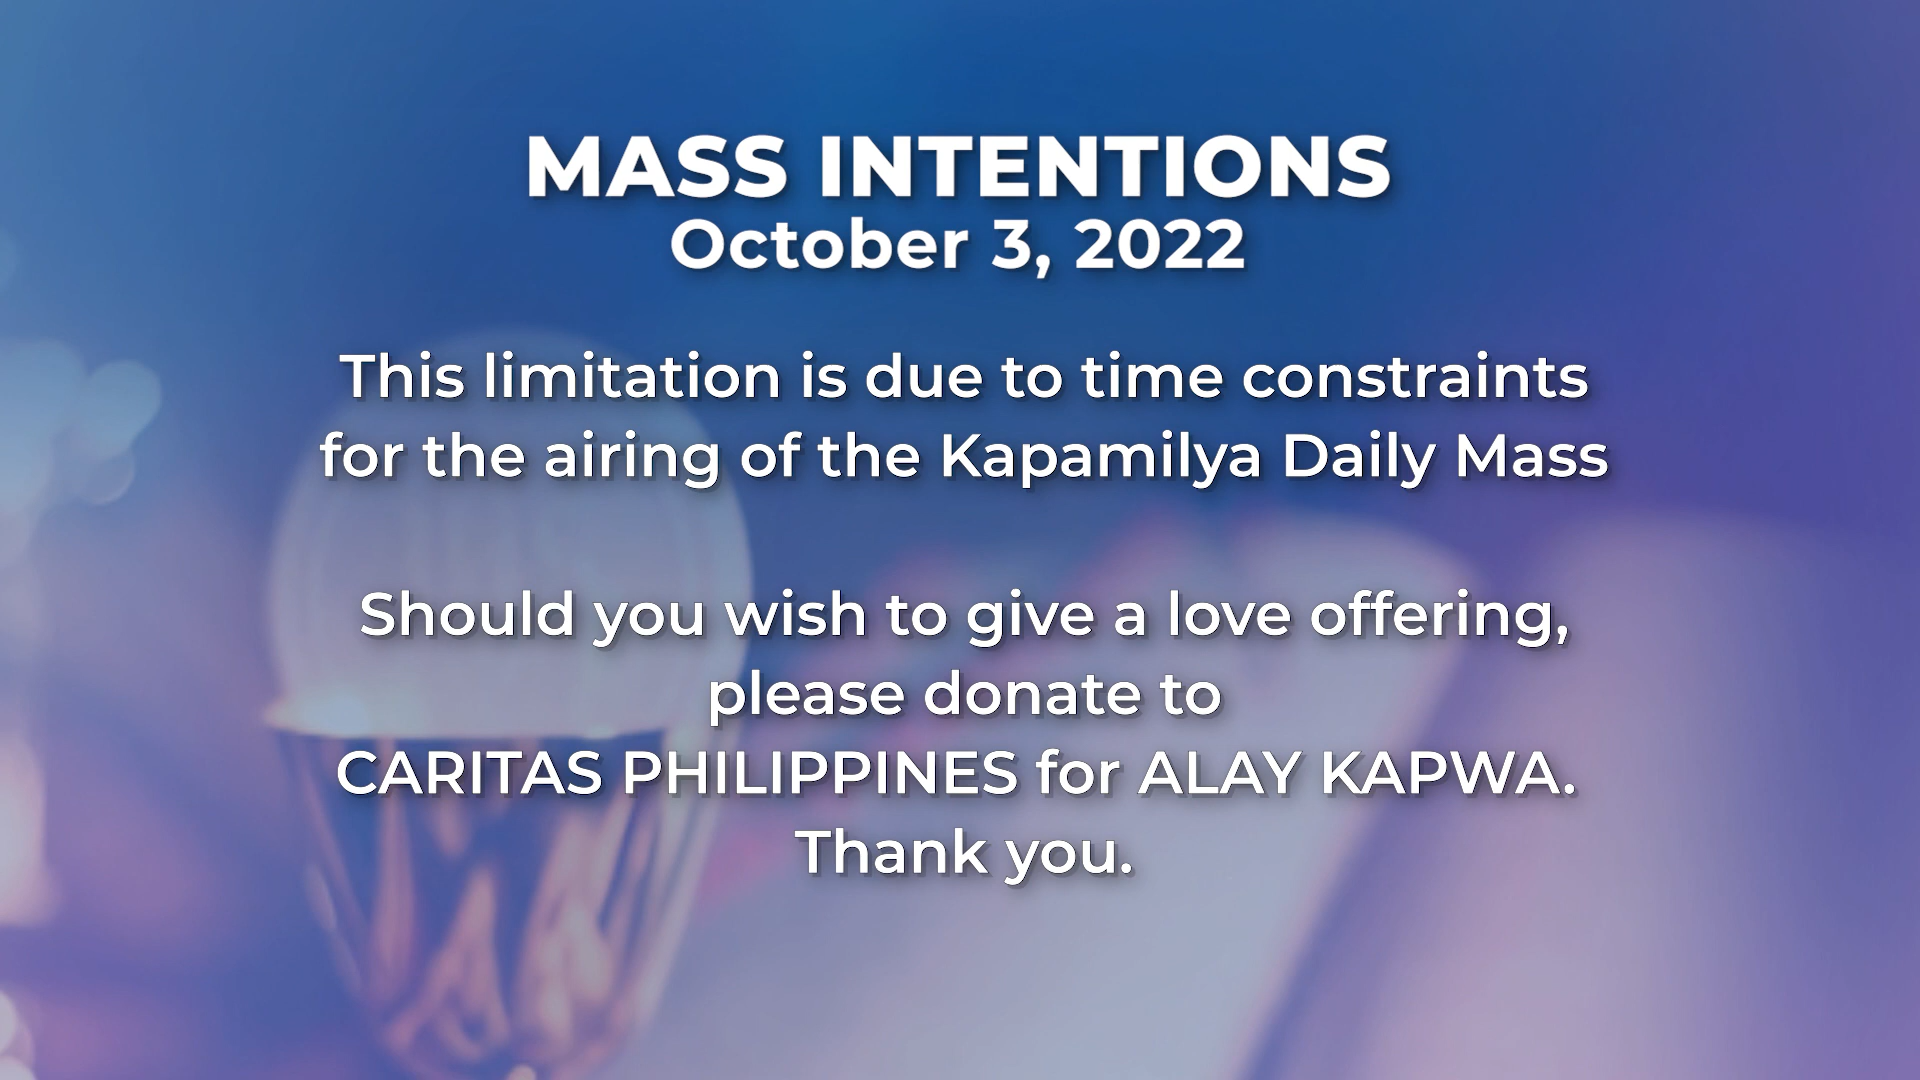 MASS INTENTIONS
October 3, 2022
This limitation is due to time constraints
for the airing of the Kapamilya Daily Mass
Should you wish to give a love offering,
please donate to
CARITAS PHILIPPINES for ALAY KAPWA.
Thank you.